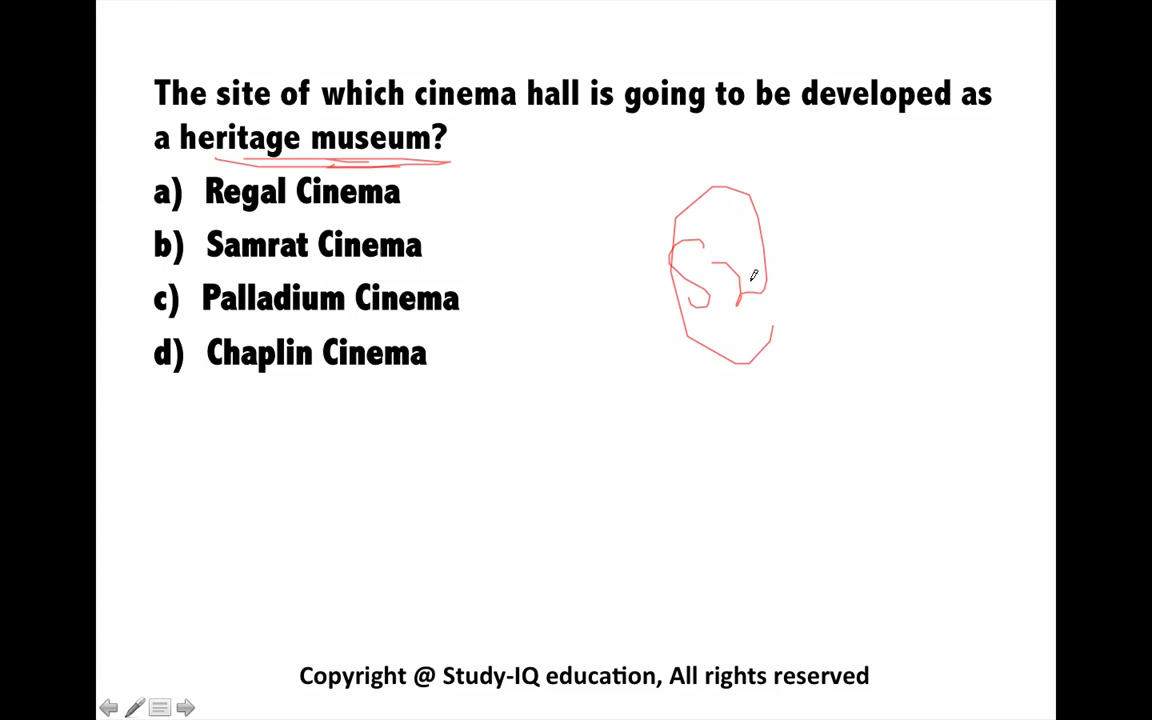 The site of which cinema hall is going to be developed as
a heritage museum?
a) Regal Cinema
b) Samrat Cinema
c) Palladium Cinema
d) Chaplin Cinema
Copyright @ Study-IQ education, All rights reserved